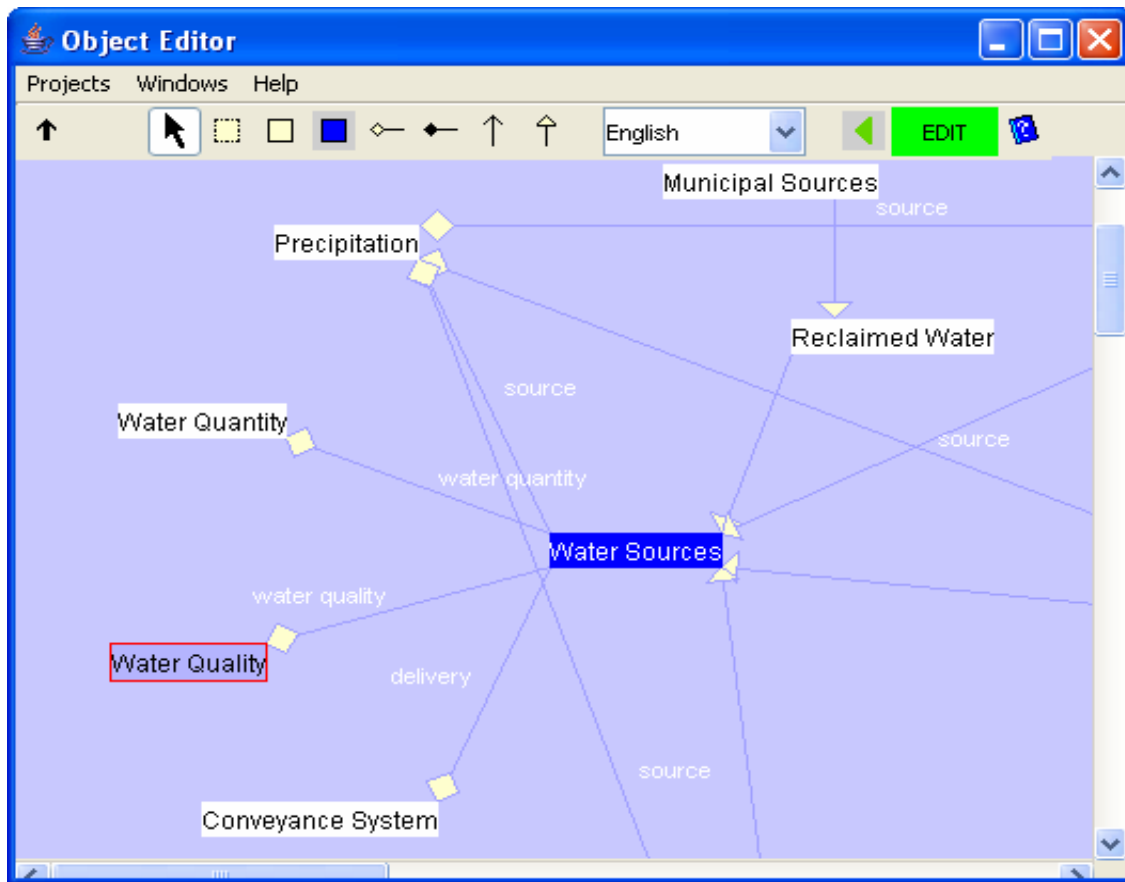 Object Editor
Projects Windows Help
English
EDIT
Municipal Sources
source
Precipitation
Reclaimed Water
source
Water Quantity
source
water quantity
Water Sources
water quality
Water Quality
delivery
source
Conveyance System